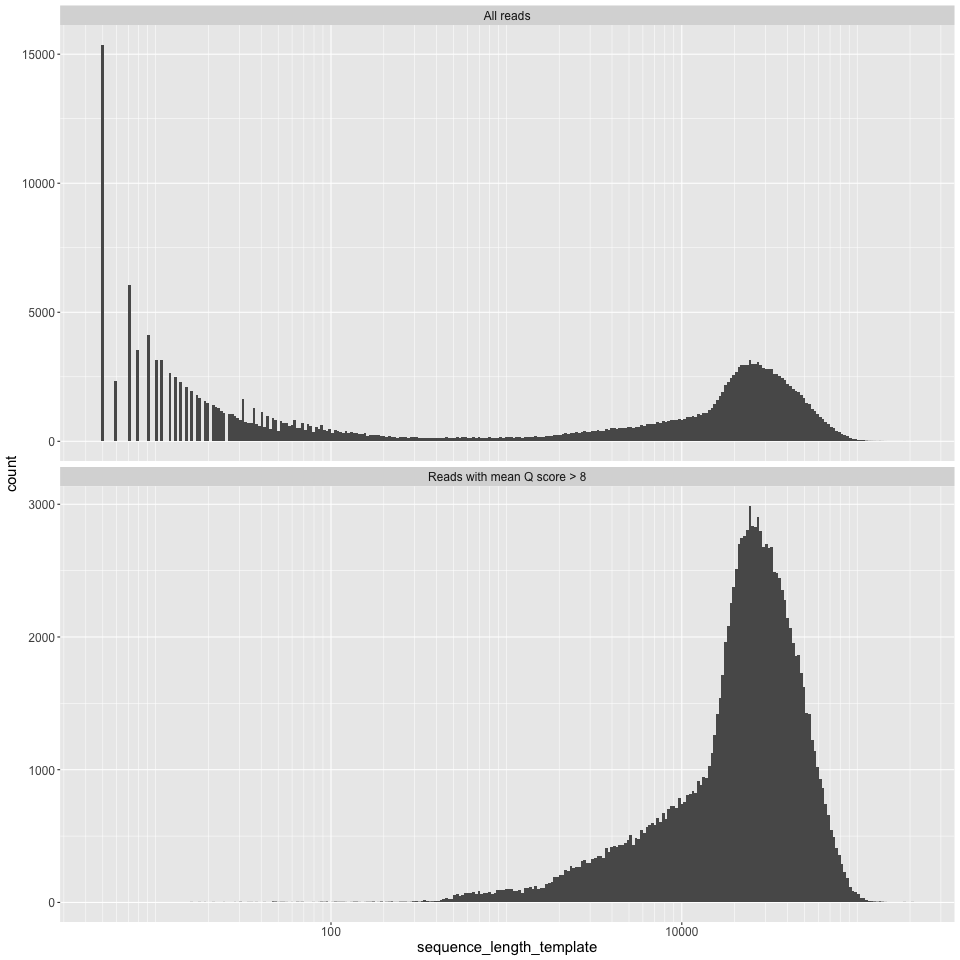 All reads
15000
10000
5000
0
count
Reads with mean Q score > 8
3000
2000
1000
0
100 10000
sequence_length_template